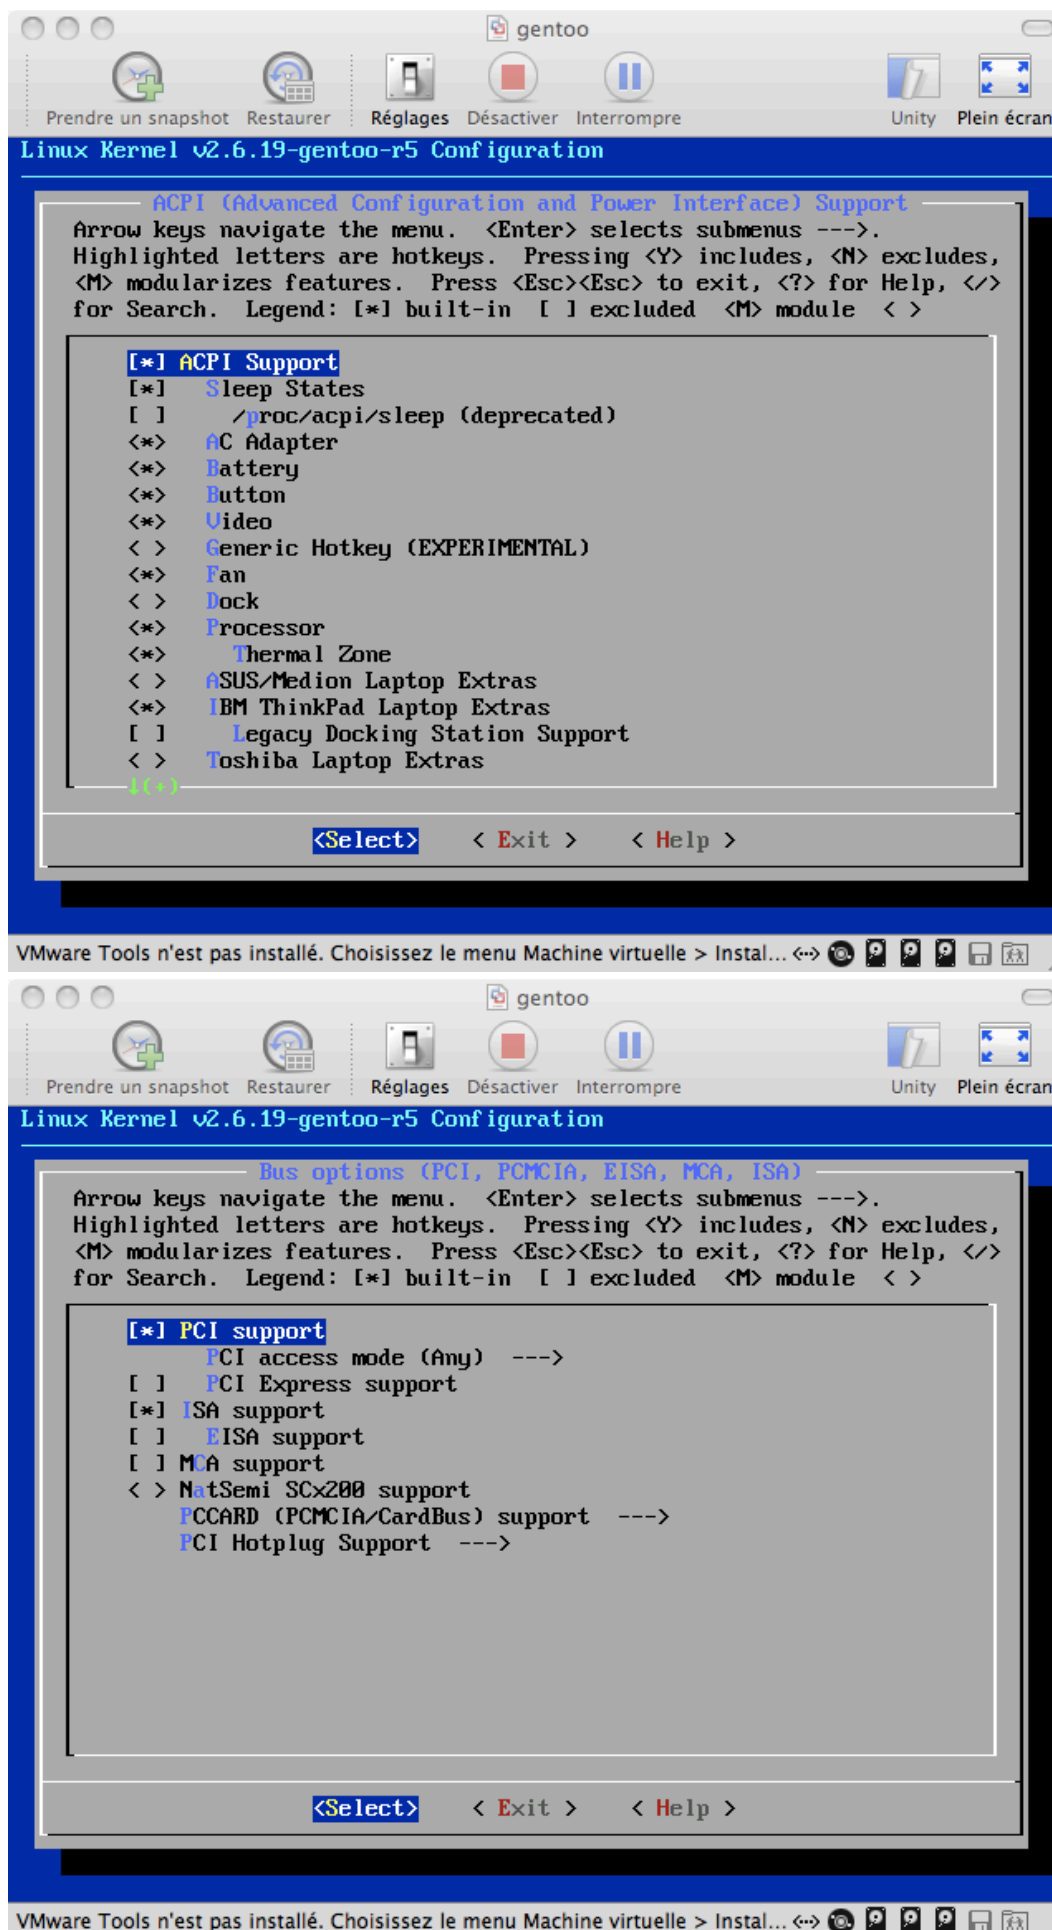 gentoo
Prendre un snapshot Restaurer Réglages Désactiver Interrompre Unity Plein écran
Linux Kernel v2.6.19-gentoo-r5 Configuration
ACPI (Advanced Configuration and Power Interface) Support
Arrow keys navigate the menu. <Enter> selects submenus --->.
Highlighted letters are hotkeys. Pressing <Y> includes, <N> excludes,
<M> modularizes features. Press <Esc><Esc> to exit, <?> for Help, </>
for Search. Legend: [*] built-in [ ] excluded <M> module < >
[*] ACPI Support
[*] Sleep States
[ ] /proc/acpi/sleep (deprecated)
<*> AC Adapter
<*> Battery
<*> Button
<*> Video
< > Generic Hotkey (EXPERIMENTAL)
<*> Fan
< > Dock
<*> Processor
<*> Thermal Zone
< > ASUS/Medion Laptop Extras
<*> IBM ThinkPad Laptop Extras
[ ] Legacy Docking Station Support
< > Toshiba Laptop Extras
↓(+)
<Select> < Exit > < Help >
VMware Tools n'est pas installé. Choisissez le menu Machine virtuelle > Instal...
gentoo
Prendre un snapshot Restaurer Réglages Désactiver Interrompre Unity Plein écran
Linux Kernel v2.6.19-gentoo-r5 Configuration
Bus options (PCI, PCMCIA, EISA, MCA, ISA)
Arrow keys navigate the menu. <Enter> selects submenus --->.
Highlighted letters are hotkeys. Pressing <Y> includes, <N> excludes,
<M> modularizes features. Press <Esc><Esc> to exit, <?> for Help, </>
for Search. Legend: [*] built-in [ ] excluded <M> module < >
[*] PCI support
PCI access mode (Any) --->
[ ] PCI Express support
[*] ISA support
[ ] EISA support
[ ] MCA support
< > NatSemi SCx200 support
PCCARD (PCMCIA/CardBus) support --->
PCI Hotplug Support --->
<Select> < Exit > < Help >
VMware Tools n'est pas installé. Choisissez le menu Machine virtuelle > Instal...